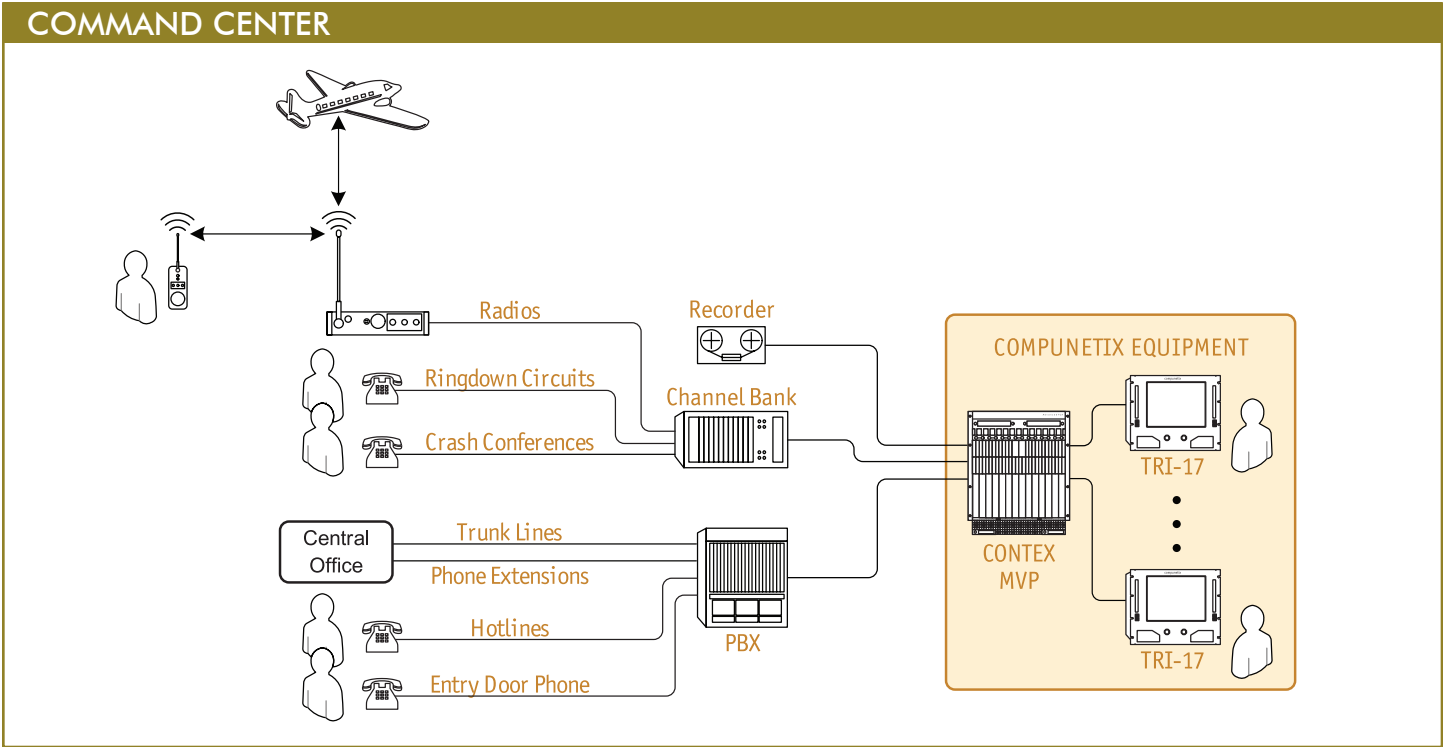 COMMAND CENTER
Radios
Recorder
Ringdown Circuits
Channel Bank
Crash Conferences
Central
Office
Trunk Lines
Phone Extensions
Hotlines
Entry Door Phone
PBX
COMPUNETIX EQUIPMENT
CONTEX
MVP
TRI-17
TRI-17